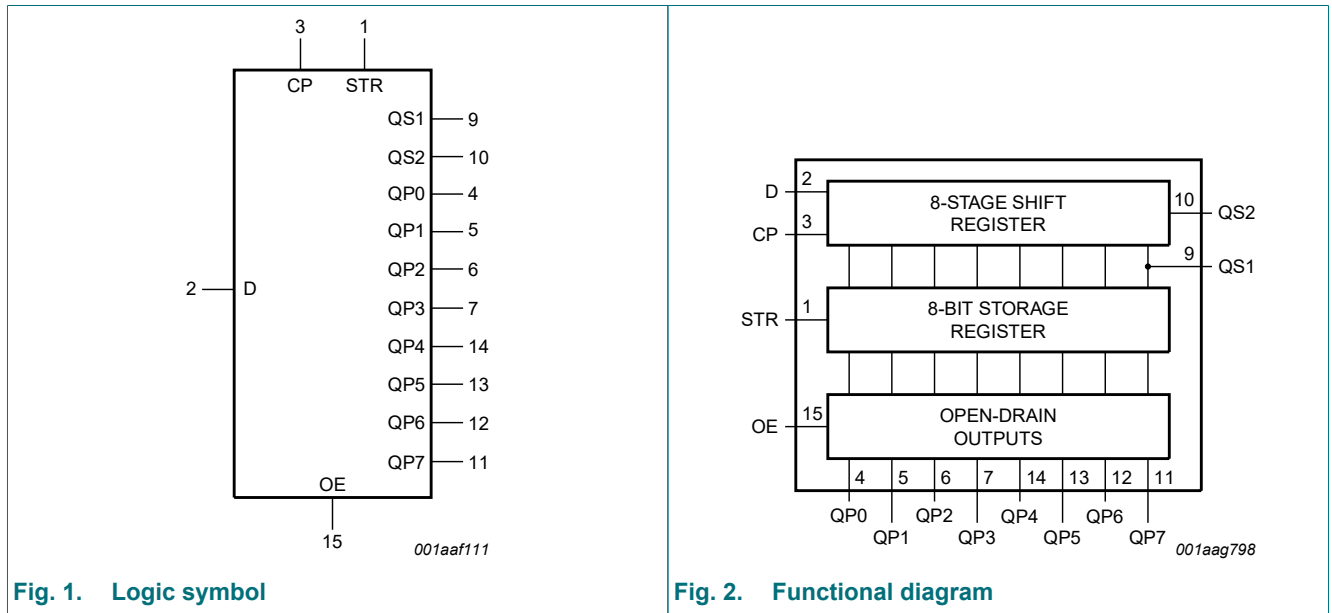 3 1
CP STR
QS1 9
QS2 10
QP0 4
QP1 5
QP2 6
QP3 7
2 D
QP4 14
QP5 13
QP6 12
QP7 11
OE
15
001aaf111
Fig. 1. Logic symbol
D 2
8-STAGE SHIFT
REGISTER
10 QS2
CP 3
9 QS1
STR 1
8-BIT STORAGE
REGISTER
OE 15
OPEN-DRAIN
OUTPUTS
4 5 6 7 14 13 12 11
QP0 QP2 QP4 QP6
QP1 QP3 QP5 QP7
001aag798
Fig. 2. Functional diagram